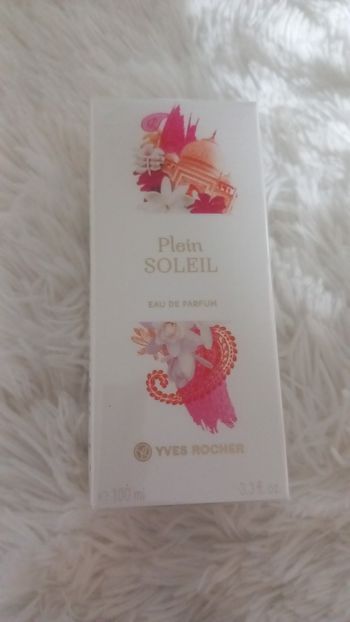 Plein
SOLEIL
EAU DE PARFUM
YVES ROCHER
e 100 ml 3.3 fl. oz.